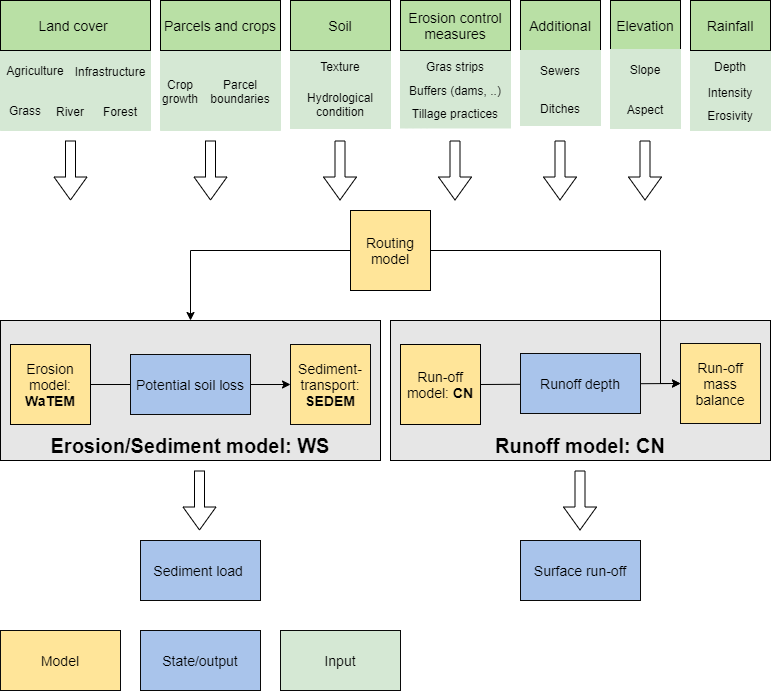 Land cover
Parcels and crops
Soil
Erosion control
measures
Additional
Elevation
Rainfall
Agriculture
Infrastructure
Grass
River
Forest
Crop
growth
Parcel
boundaries
Texture
Hydrological
condition
Gras strips
Buffers (dams, ..)
Tillage practices
Sewers
Ditches
Slope
Aspect
Depth
Intensity
Erosivity
Routing
model
Erosion
model:
WaTEM
Potential soil loss
Sediment-
transport:
SEDEM
Erosion/Sediment model: WS
Run-off
model: CN
Runoff depth
Run-off
mass
balance
Runoff model: CN
Sediment load
Surface run-off
Model
State/output
Input